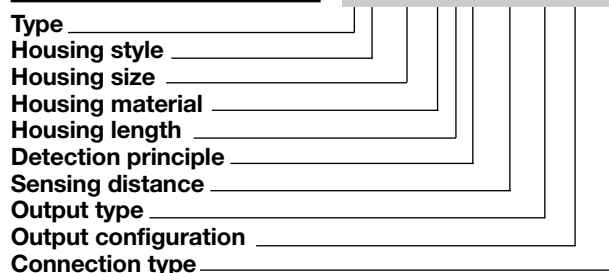 Type
Housing style
Housing size
Housing material
Housing length
Detection principle
Sensing distance
Output type
Output configuration
Connection type